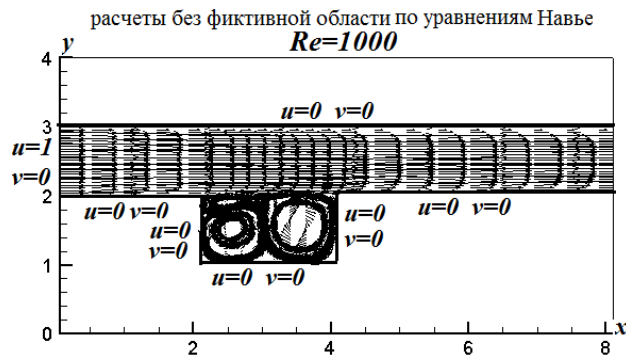 расчеты без фиктивной области по уравнениям Навье
Re=1000
y
4
u=0 v=0
3
u=1
v=0
2
u=0 v=0
u=0
v=0
u=0
v=0
u=0 v=0
1
u=0 v=0
0
2
4
6
8
x